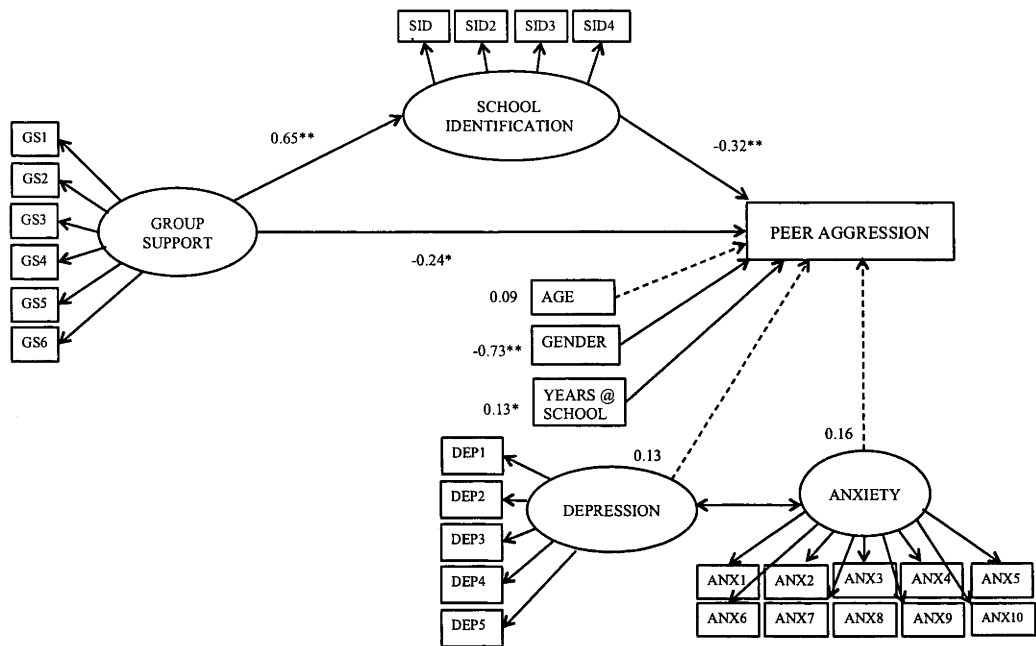 SID
SID2
SID3
SID4
SCHOOL
IDENTIFICATION
0.65**
-0.32**
GS1
GS2
GS3
GS4
GS5
GS6
GROUP
SUPPORT
PEER AGGRESSION
-0.24*
0.09
AGE
GENDER
-0.73**
YEARS @
SCHOOL
0.13*
0.13
0.16
DEP1
DEP2
DEP3
DEP4
DEP5
DEPRESSION
ANXIETY
ANX1
ANX2
ANX3
ANX4
ANX5
ANX6
ANX7
ANX8
ANX9
ANX10